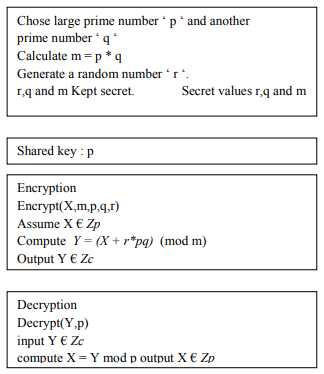 Chose large prime number ‘ p ‘ and another
prime number ‘ q ‘
Calculate m = p * q
Generate a random number ‘ r ‘.
r,q and m Kept secret. Secret values r,q and m
Shared key : p
Encryption
Encrypt(X,m,p,q,r)
Assume X € Zp
Compute Y = (X + r*pq) (mod m)
Output Y € Zc
Decryption
Decrypt(Y,p)
input Y € Zc
compute X = Y mod p output X € Zp